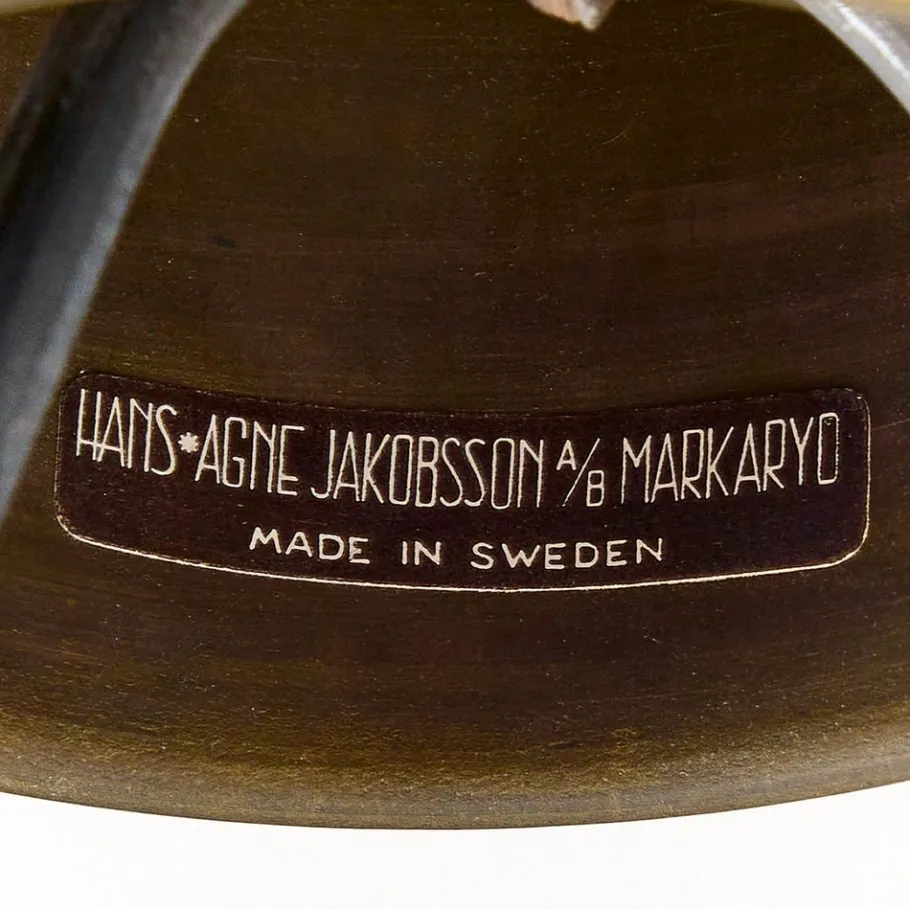 HANS*AGNE JAKOBSSON A/B MARKARYD
MADE IN SWEDEN